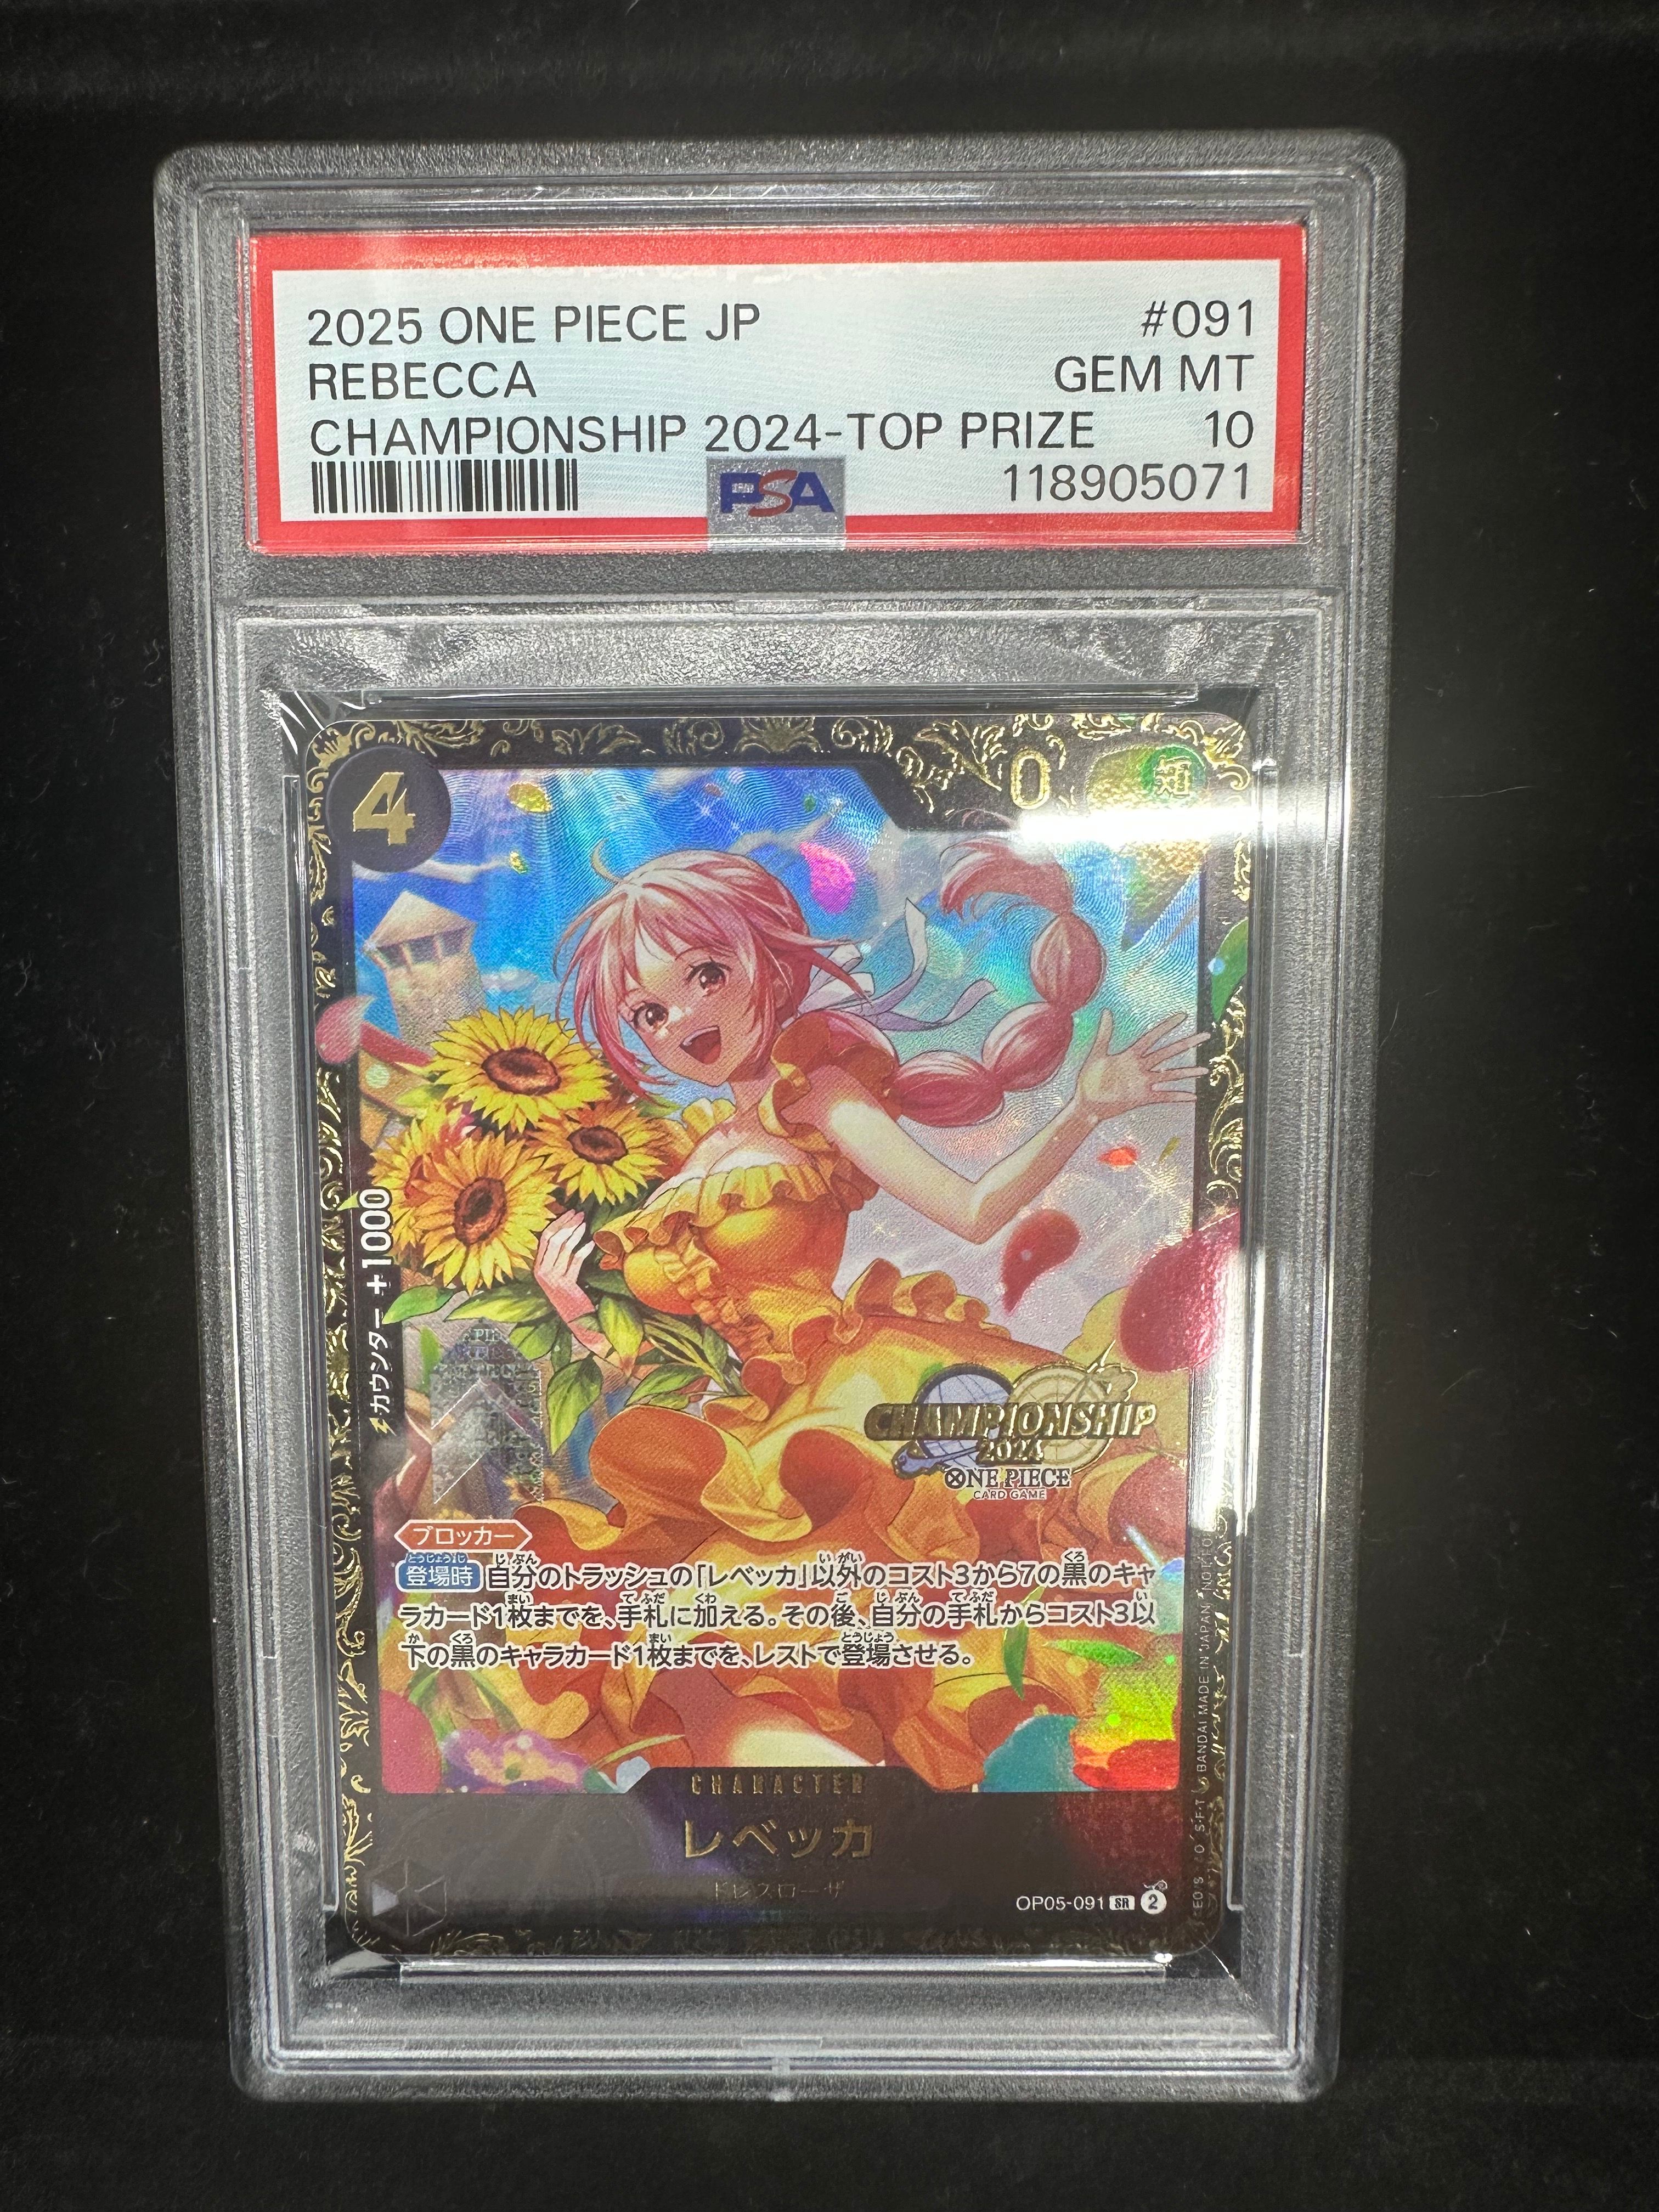 2025 ONE PIECE JP #091
REBECCA GEM MT
CHAMPIONSHIP 2024-TOP PRIZE 10
PSA 118905071
4
0
知
カウンター +1000
CHAMPIONSHIP
2024
ONE PIECE
CARD GAME
ブロッカー
登場時 自分のトラッシュの「レベッカ」以外のコスト3から7の黒のキャ
ラカード1枚までを、手札に加える。その後、自分の手札からコスト3以
下の黒のキャラカード1枚までを、レストで登場させる。
CHARACTER
レベッカ
ドレスローザ
OP05-091 SR 2
BANDAI MADE IN JAPAN